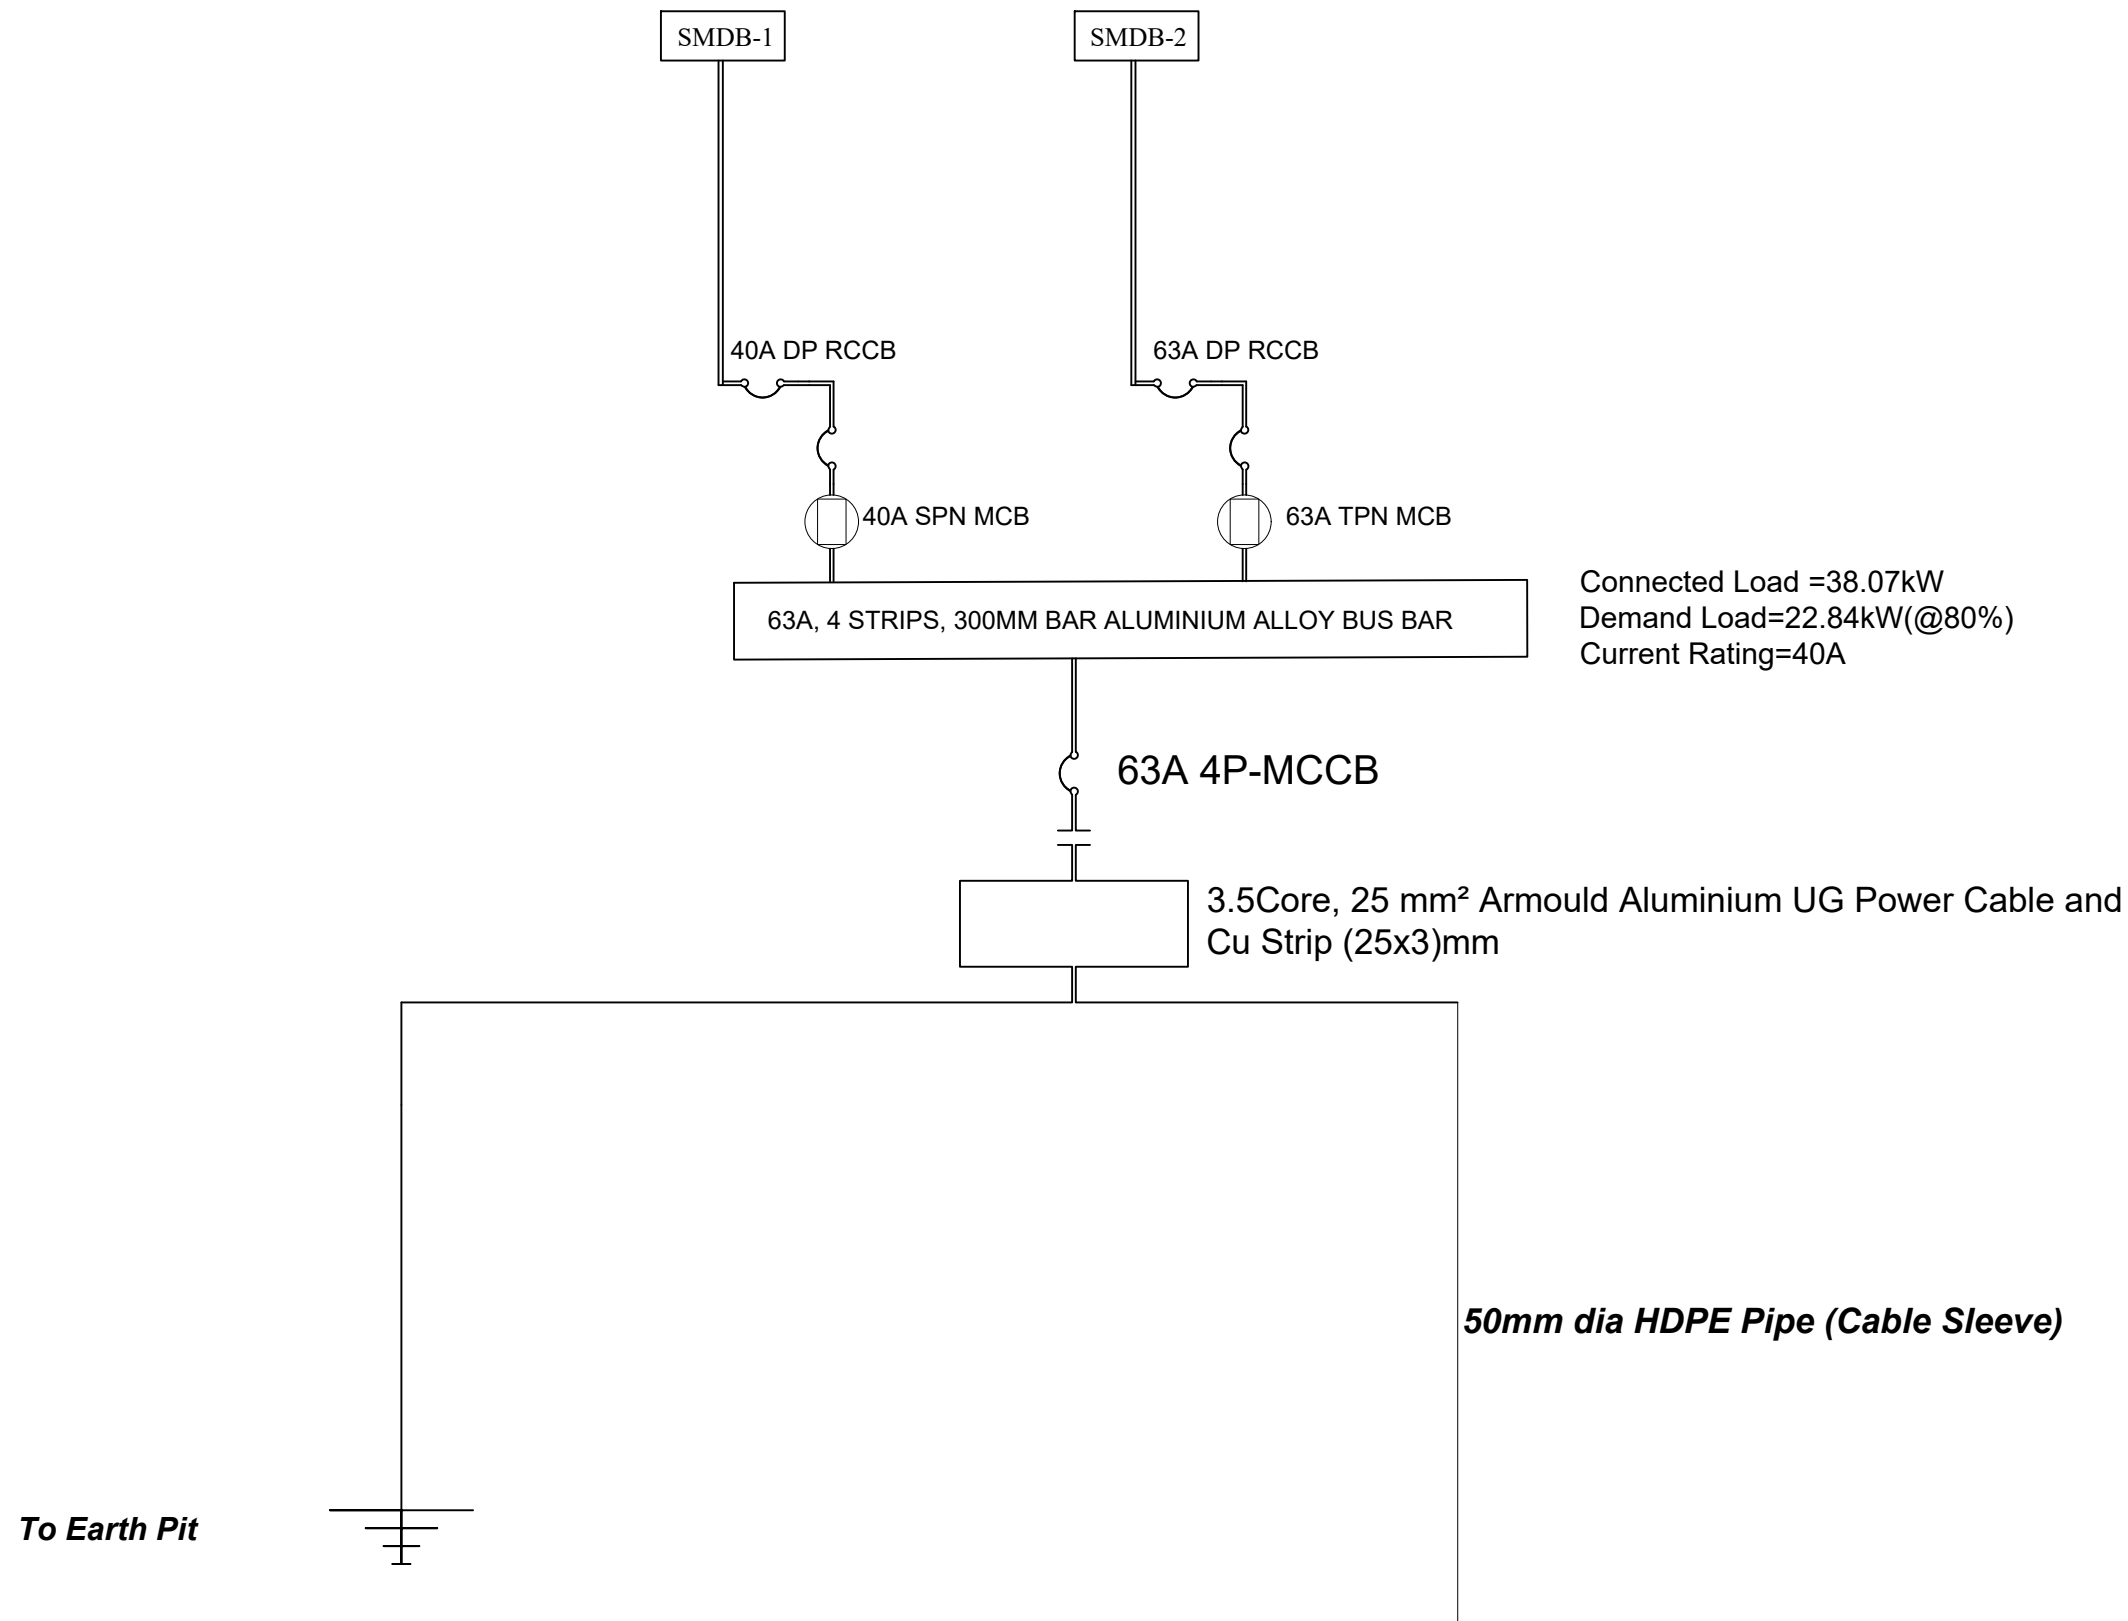 SMDB-1
SMDB-2
40A DP RCCB
63A DP RCCB
40A SPN MCB
63A TPN MCB
63A, 4 STRIPS, 300MM BAR ALUMINIUM ALLOY BUS BAR
Connected Load =38.07kW
Demand Load=22.84kW(@80%)
Current Rating=40A
63A 4P-MCCB
3.5Core, 25 mm² Armould Aluminium UG Power Cable and
Cu Strip (25x3)mm
50mm dia HDPE Pipe (Cable Sleeve)
To Earth Pit